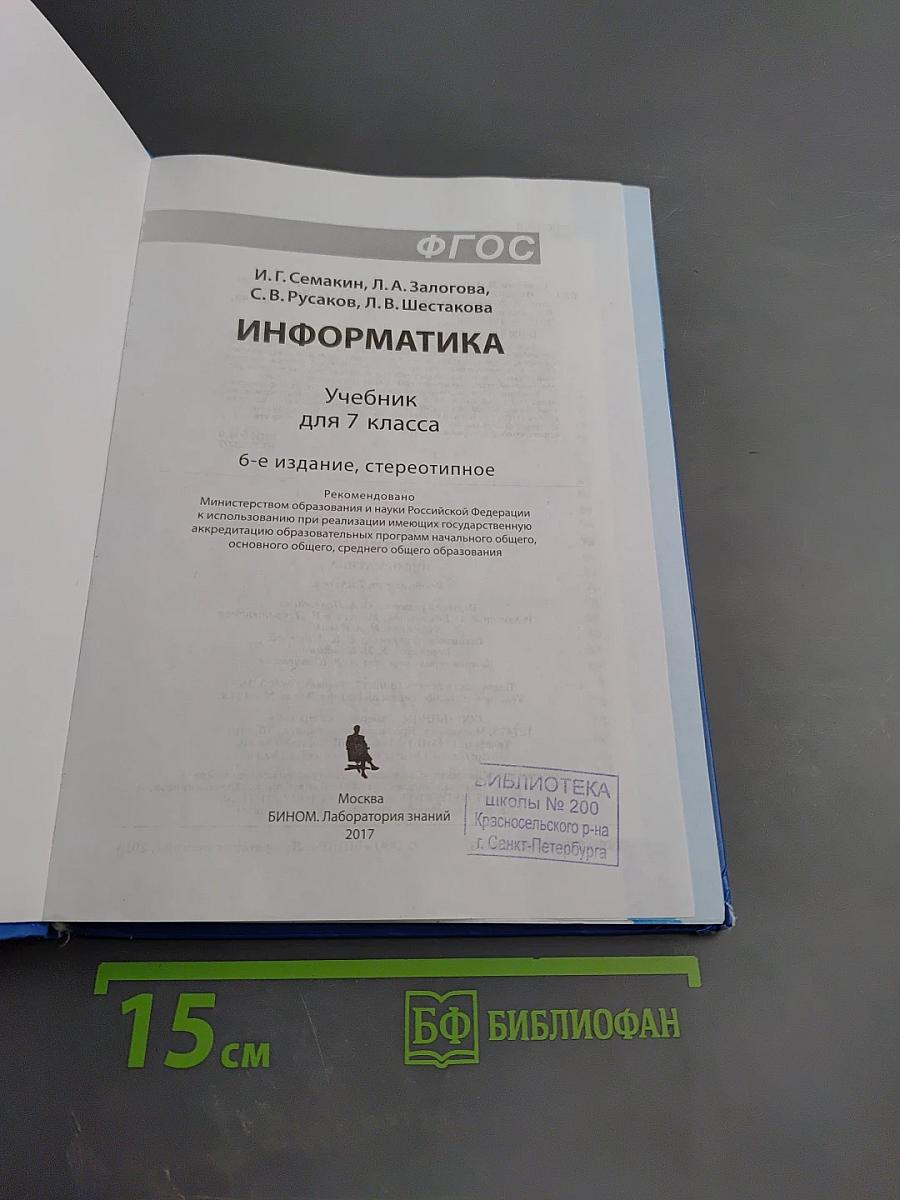 ФГОС
И. Г. Семакин, Л. А. Залогова,
С. В. Русаков, Л. В. Шестакова
ИНФОРМАТИКА
Учебник
для 7 класса
6-е издание, стереотипное
Рекомендовано
Министерством образования и науки Российской Федерации
к использованию при реализации имеющих государственную
аккредитацию образовательных программ начального общего,
основного общего, среднего общего образования
Москва
БИНОМ. Лаборатория знаний
2017
БИБЛИОТЕКА
школы № 200
Красносельского р-на
г. Санкт-Петербурга
15 см
БФ БИБЛИОФАН